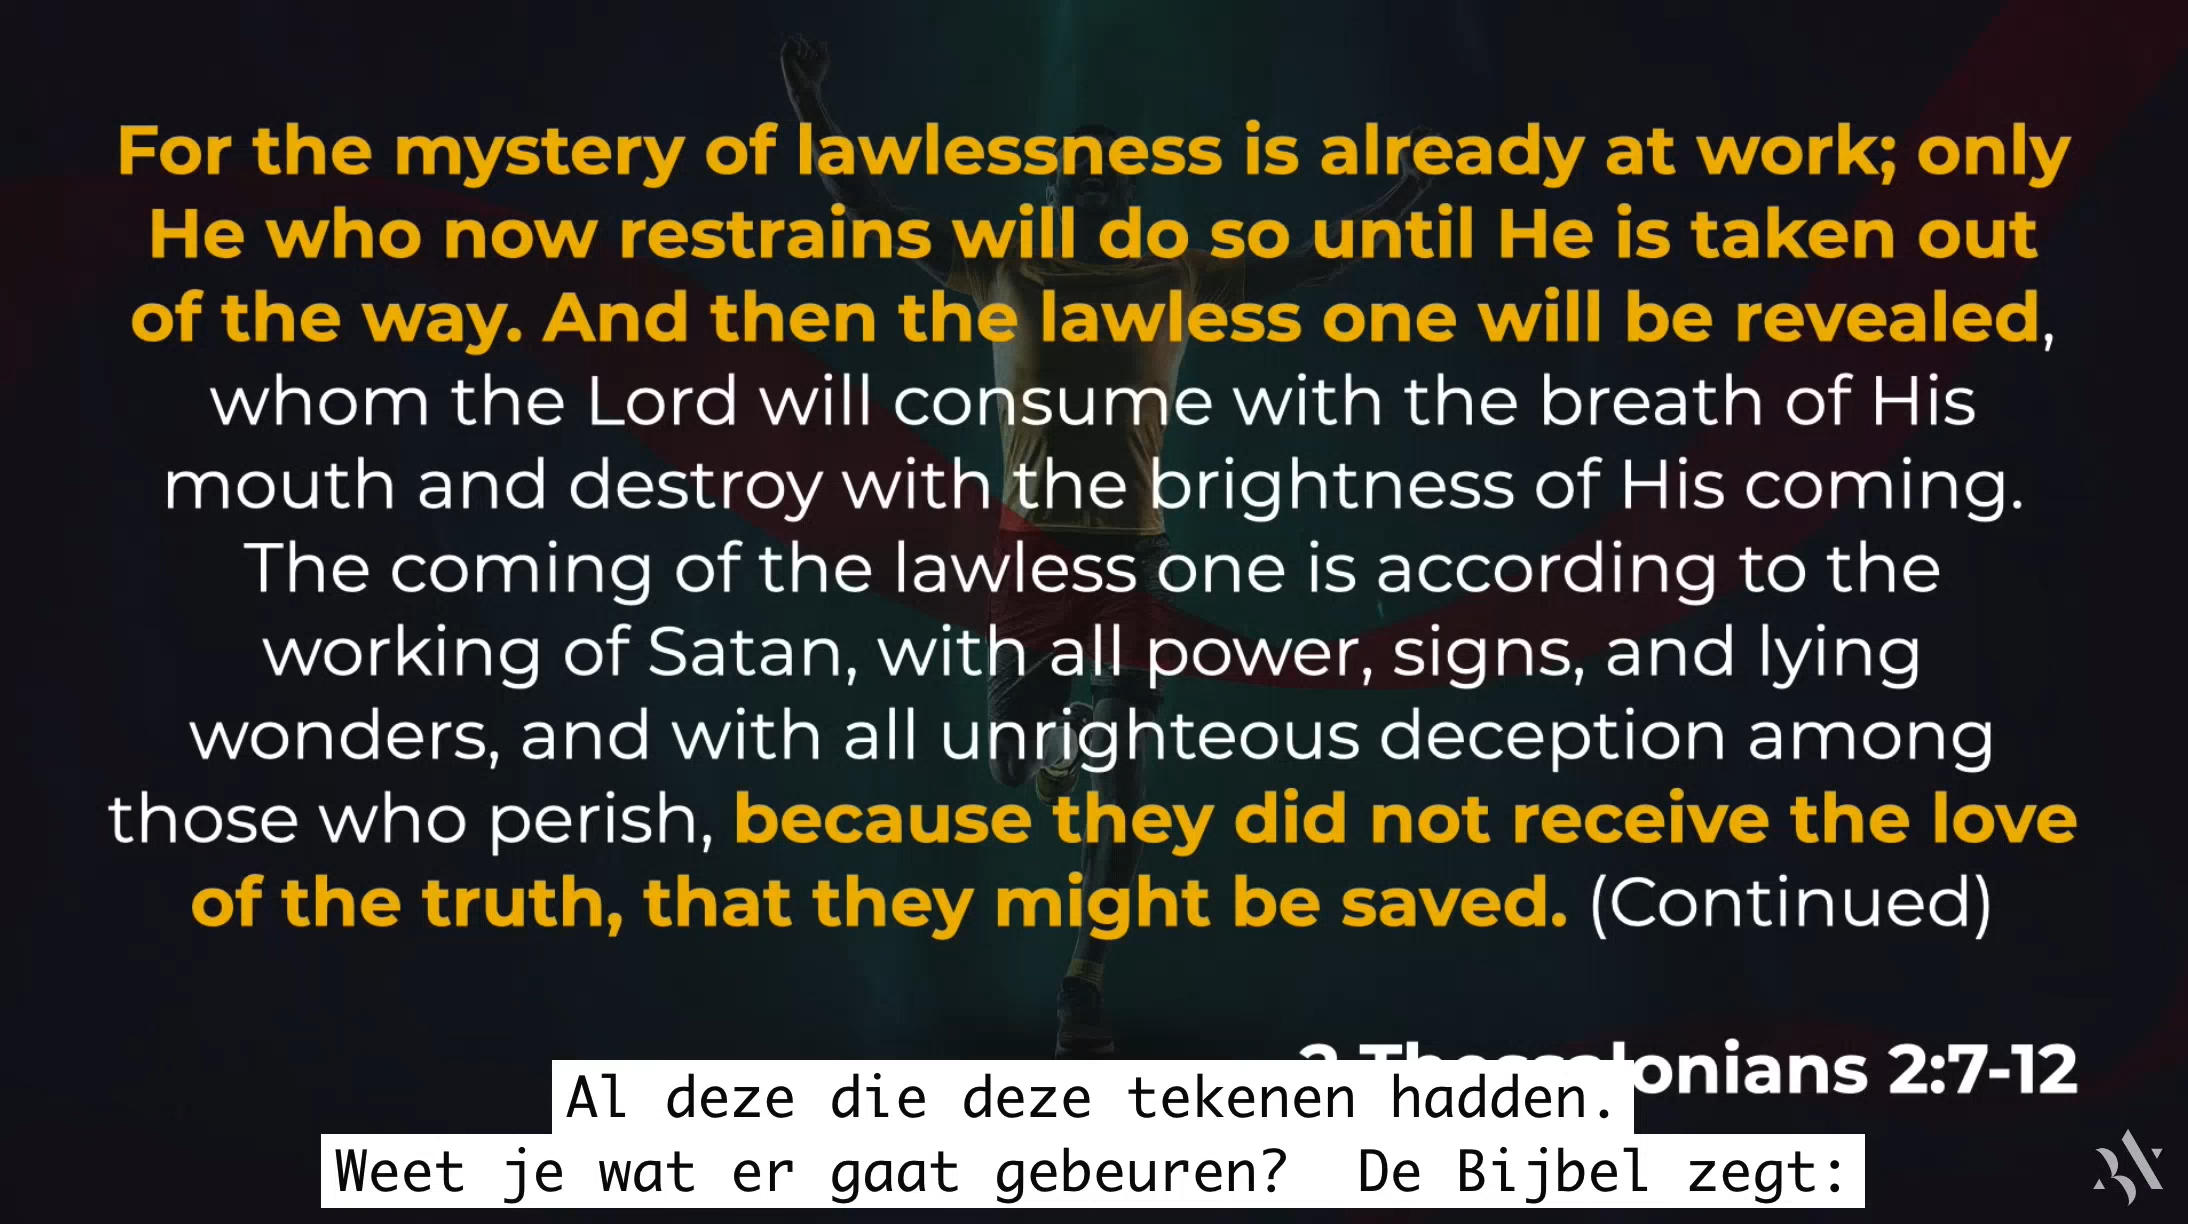 For the mystery of lawlessness is already at work; only
He who now restrains will do so until He is taken out
of the way. And then the lawless one will be revealed,
whom the Lord will consume with the breath of His
mouth and destroy with the brightness of His coming.
The coming of the lawless one is according to the
working of Satan, with all power, signs, and lying
wonders, and with all unrighteous deception among
those who perish, because they did not receive the love
of the truth, that they might be saved. (Continued)
2 Thessalonians 2:7-12
Al deze die deze tekenen hadden.
Weet je wat er gaat gebeuren? De Bijbel zegt: